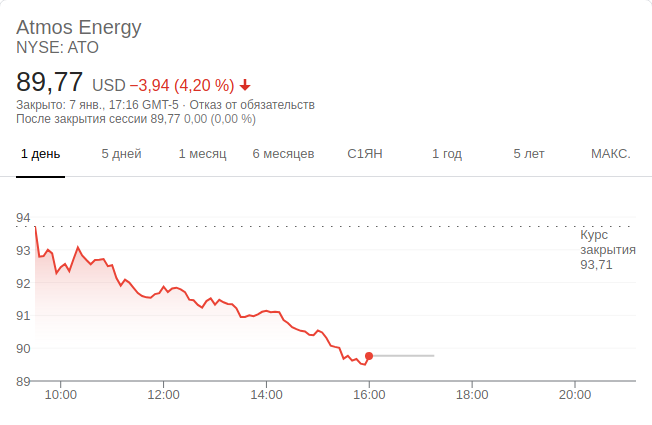 Atmos Energy
NYSE: ATO
89,77 USD −3,94 (4,20 %)
Закрыто: 7 янв., 17:16 GMT-5 · Отказ от обязательств
После закрытия сессии 89,77 0,00 (0,00 %)
1 день 5 дней 1 месяц 6 месяцев С1ЯН 1 год 5 лет МАКС.
94
Курс
закрытия
93,71
93
92
91
90
89
10:00 12:00 14:00 16:00 18:00 20:00